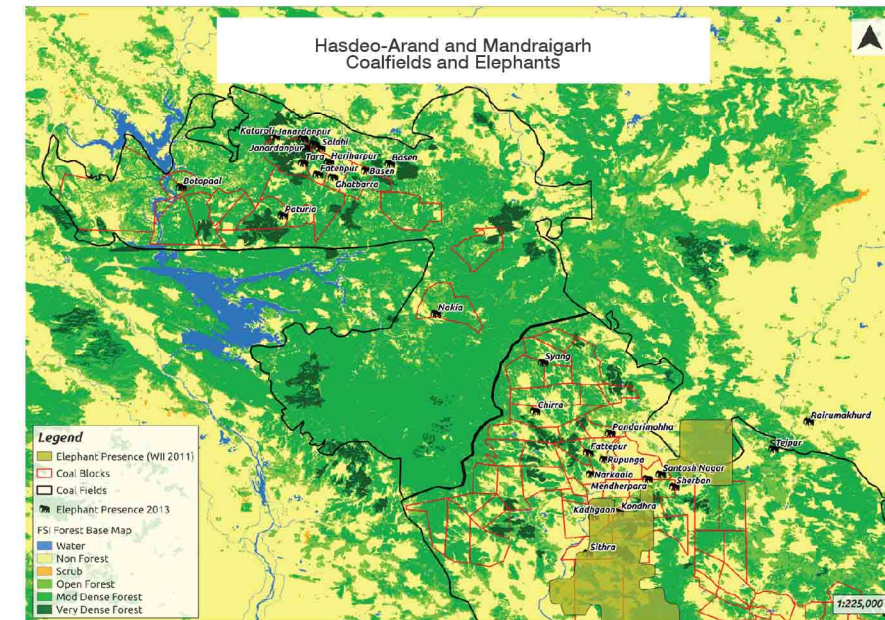 Hasdeo-Arand and Mandraigarh
Coalfields and Elephants
Kataroli
Janardanpur
Salahi
Janardanpur
Tara
Hariharpur
Basen
Fatehpur
Basen
Ghatbarra
Botopaal
Paturia
Nakia
Syang
Chirra
Rairumakhurd
Pandarimohha
Tejpur
Fattepur
Rupunga
Narkaalo
Santosh Nagar
Mendherpara
Sherban
Kadhgaon
Kondhra
Sithra
Legend
Elephant Presence (WII 2011)
Coal Blocks
Coal Fields
Elephant Presence 2013
FSI Forest Base Map
Water
Non Forest
Scrub
Open Forest
Mod Dense Forest
Very Dense Forest
1:225,000